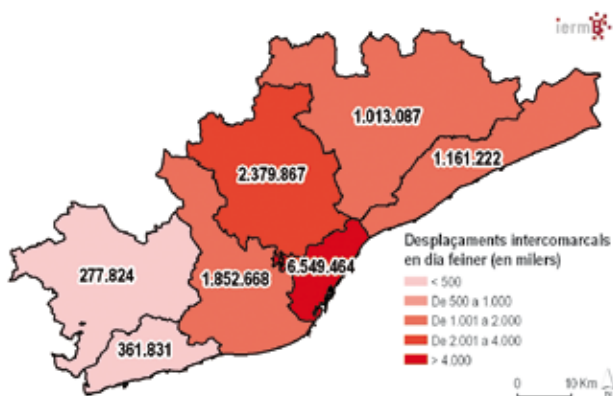 iermB
1.013.087
1.161.222
2.379.867
6.549.464
277.824
1.852.668
361.831
Desplaçaments intercomarcals
en dia feiner (en milers)
< 500
De 500 a 1.000
De 1.001 a 2.000
De 2.001 a 4.000
> 4.000
0 10 Km